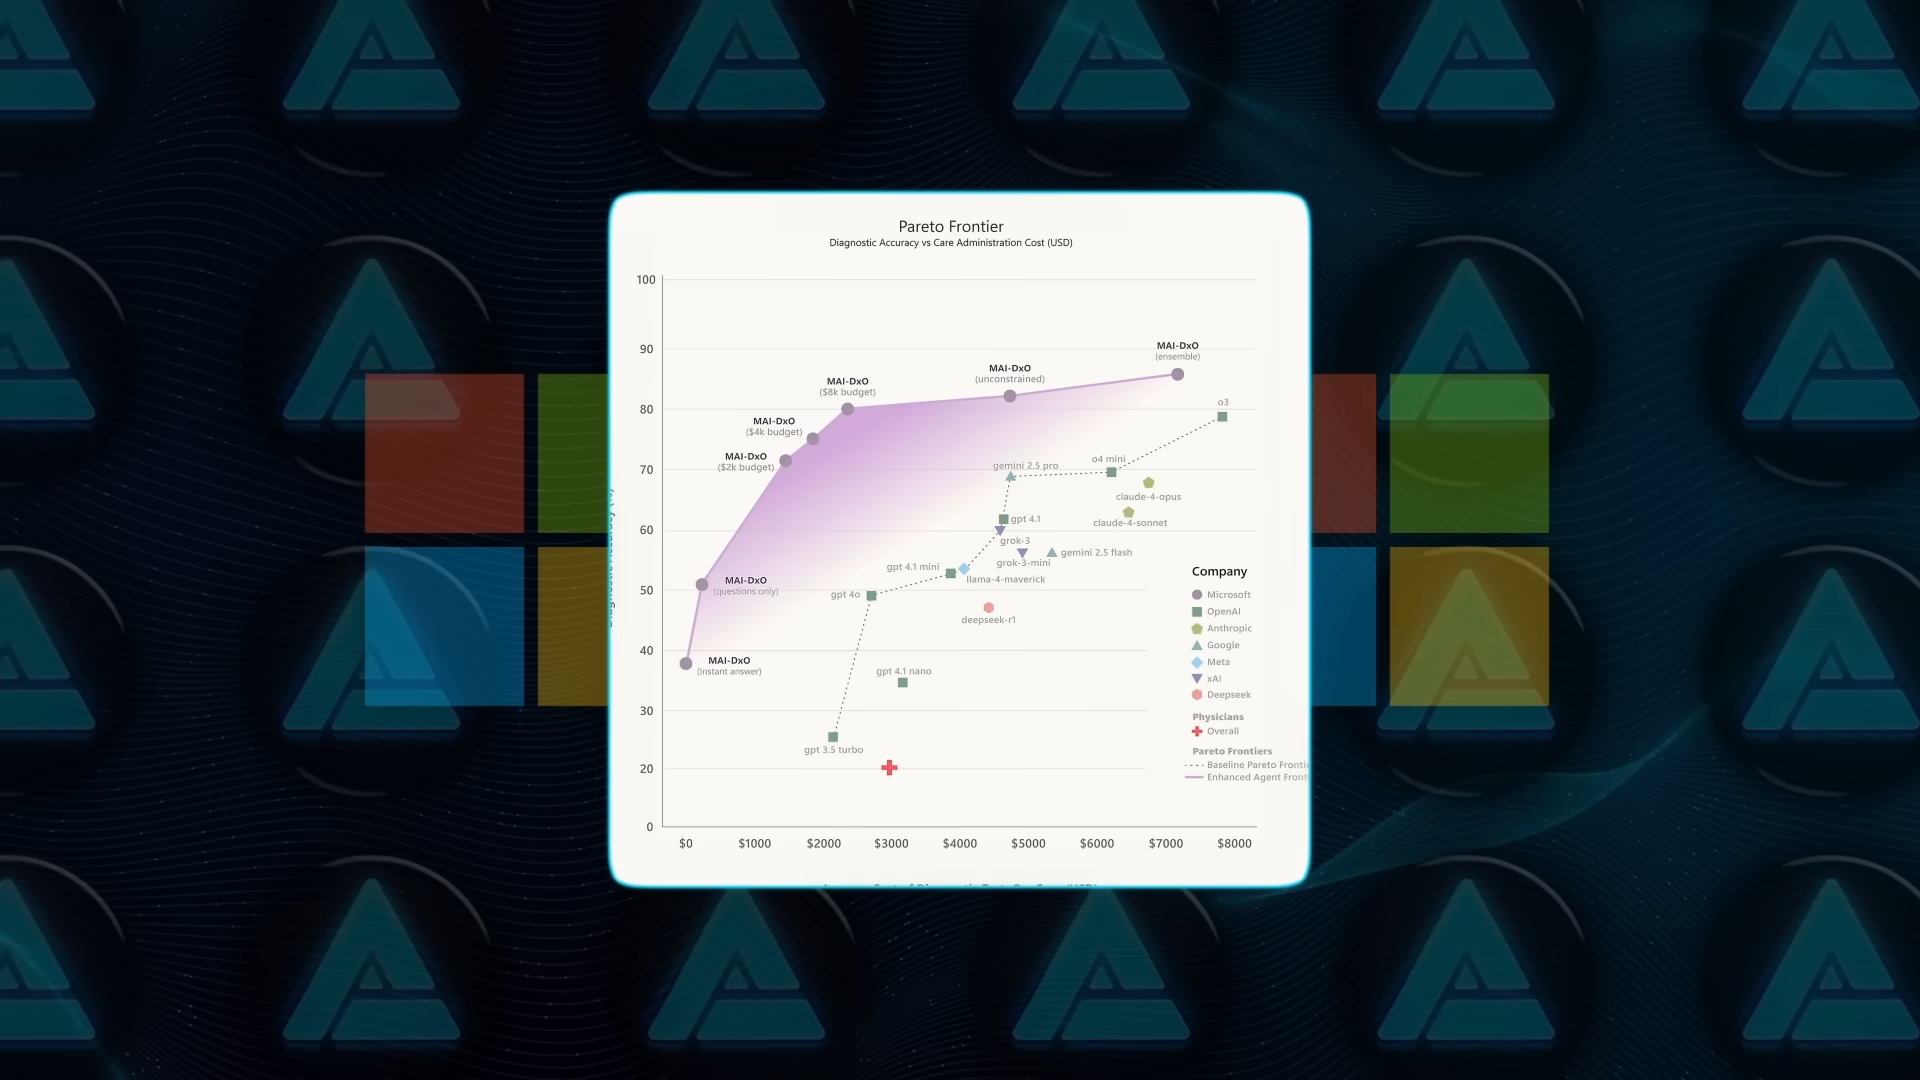 Pareto Frontier
Diagnostic Accuracy vs Care Administration Cost (USD)
100
90
80
70
60
50
40
30
20
0
MAI-DxO
(ensemble)
MAI-DxO
(unconstrained)
MAI-DxO
($8k budget)
o3
MAI-DxO
($4k budget)
MAI-DxO
($2k budget)
gemini 2.5 pro
o4 mini
claude-4-opus
gpt 4.1
claude-4-sonnet
grok-3
gemini 2.5 flash
grok-3-mini
gpt 4.1 mini
llama-4-maverick
MAI-DxO
(questions only)
gpt 4o
deepseek-r1
MAI-DxO
(Instant answer)
gpt 4.1 nano
gpt 3.5 turbo
Company
Microsoft
OpenAI
Anthropic
Google
Meta
xAI
Deepseek
Physicians
Overall
Pareto Frontiers
Baseline Pareto
Enhanced Agent
$0 $1000 $2000 $3000 $4000 $5000 $6000 $7000 $8000